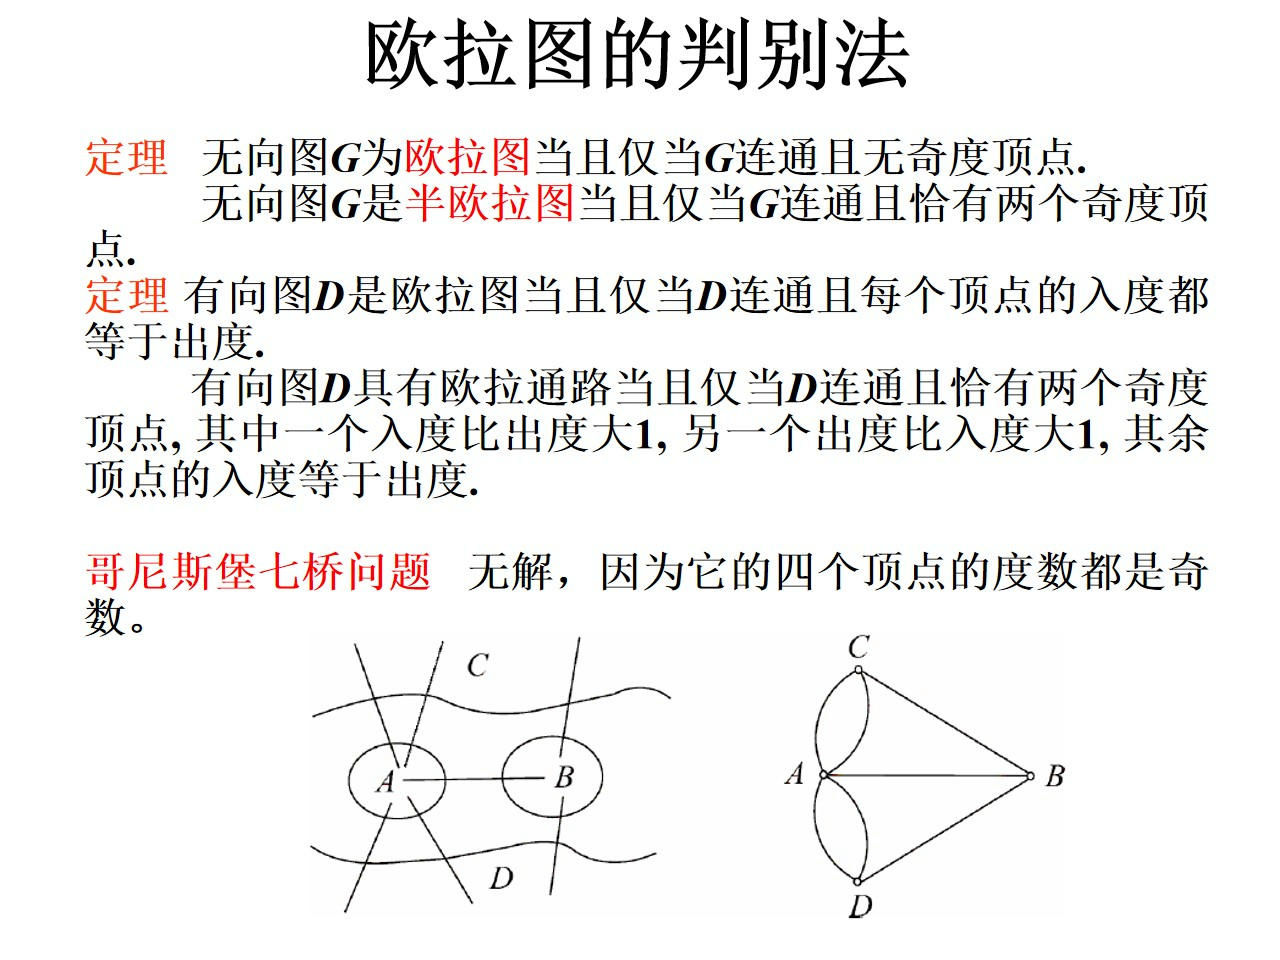 欧拉图的判别法
定理 无向图G为欧拉图当且仅当G连通且无奇度顶点.
无向图G是半欧拉图当且仅当G连通且恰有两个奇度顶
点.
定理 有向图D是欧拉图当且仅当D连通且每个顶点的入度都
等于出度.
有向图D具有欧拉通路当且仅当D连通且恰有两个奇度
顶点, 其中一个入度比出度大1, 另一个出度比入度大1, 其余
顶点的入度等于出度.
哥尼斯堡七桥问题 无解，因为它的四个顶点的度数都是奇
数。
C
A
B
D
C
A
B
D